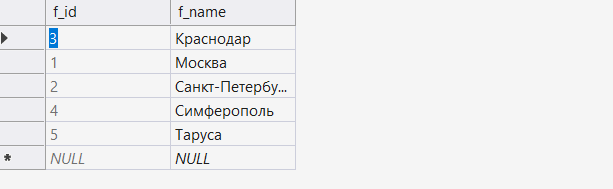 f_id f_name
3 Краснодар
1 Москва
2 Санкт-Петербу...
4 Симферополь
5 Таруса
NULL NULL